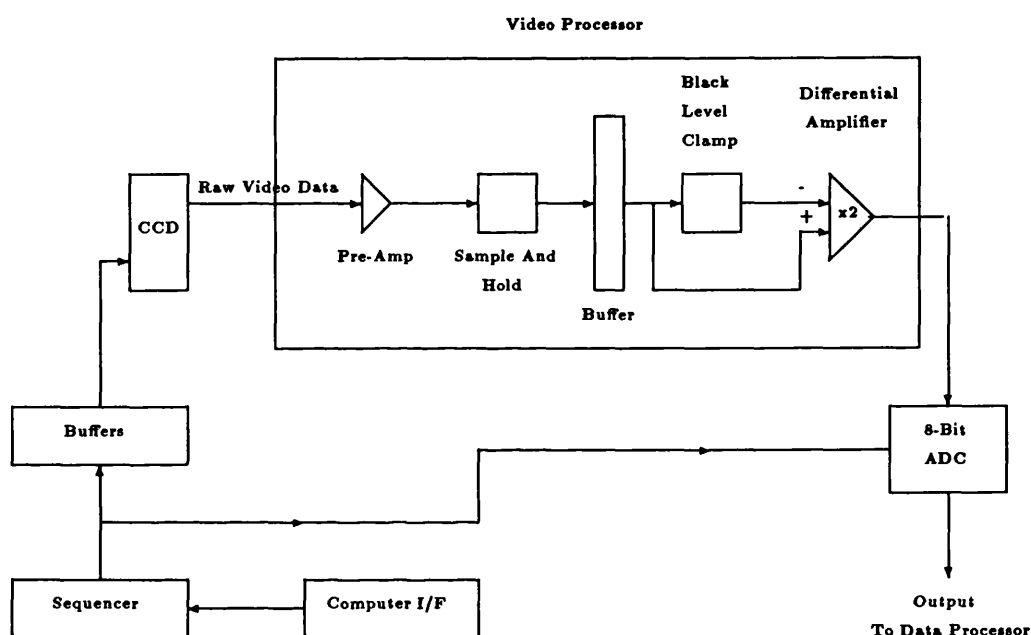 Video Processor
Black
Level
Clamp
Differential
Amplifier
Raw Video Data
CCD
-
+
x2
Pre-Amp
Sample And
Hold
Buffer
Buffers
8-Bit
ADC
Sequencer
Computer I/F
Output
To Data Processor